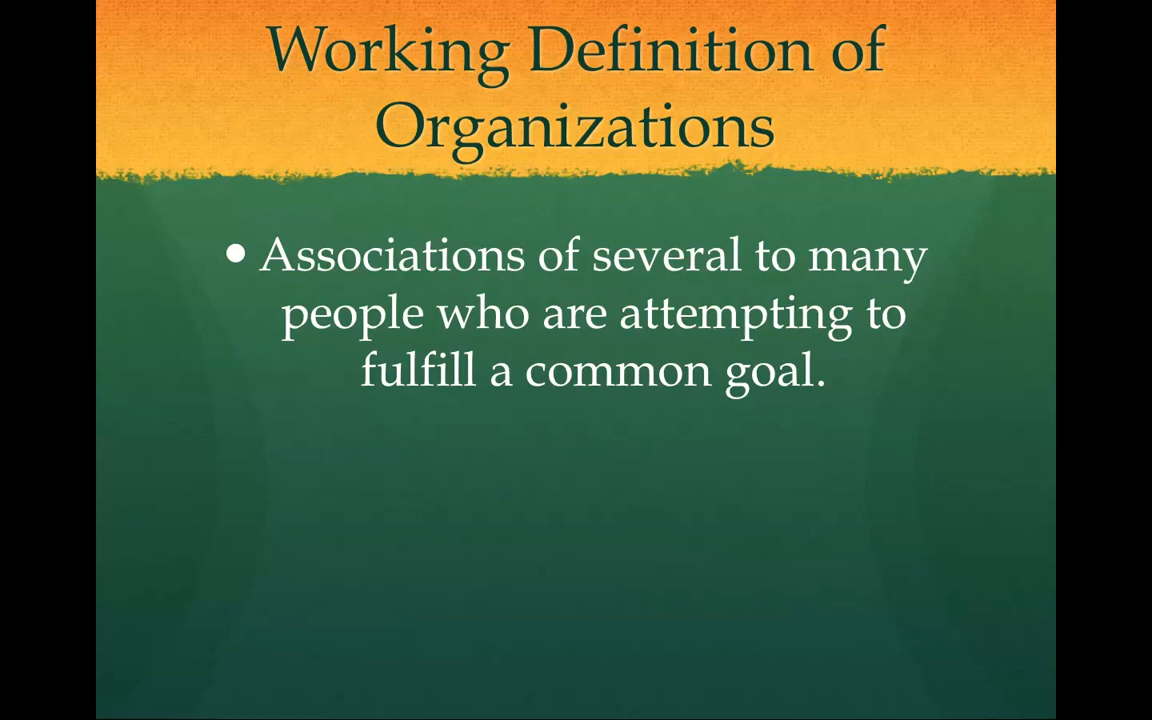 Working Definition of
Organizations
• Associations of several to many
people who are attempting to
fulfill a common goal.